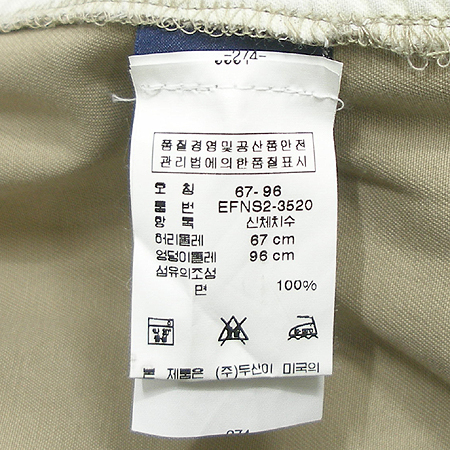 -3374-
품질경영및공산품안전
관리법에의한품질표시
호 칭 67-96
품 번 EFNS2-3520
항 목 신체치수
허리둘레 67 cm
엉덩이둘레 96 cm
섬유의조성
면 100%
본 제품은 (주)두산이 미국의